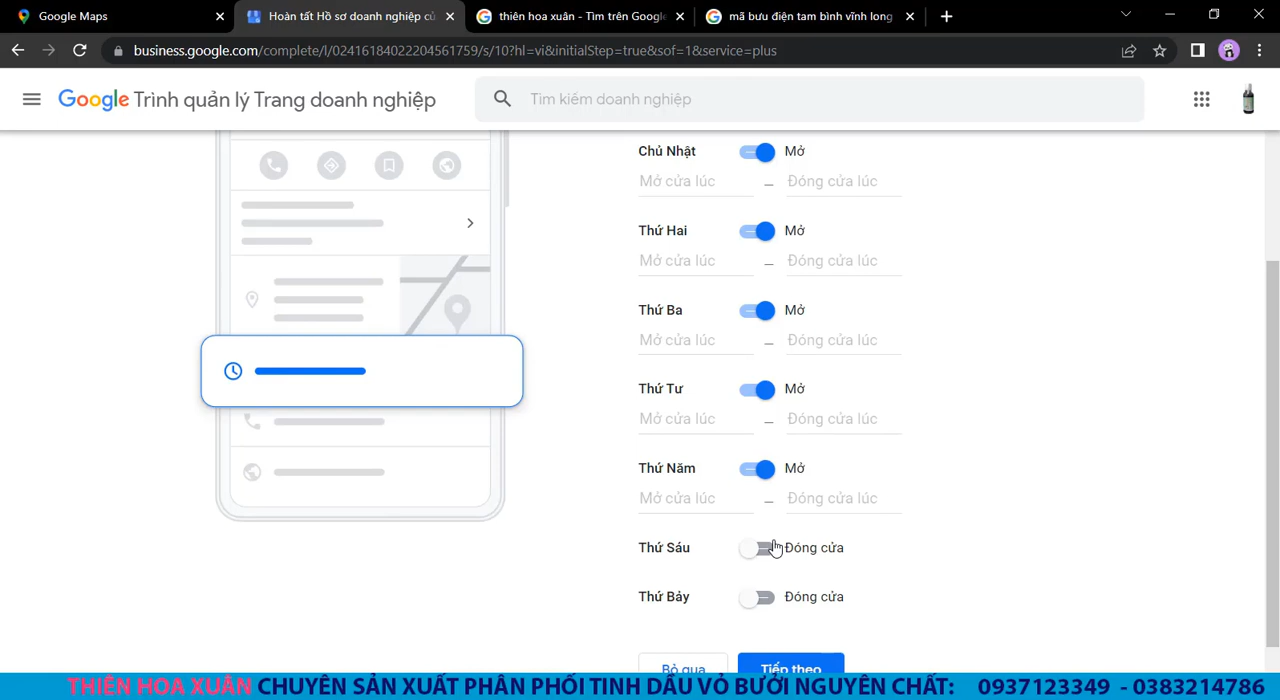 Google Maps
Hoàn tất Hồ sơ doanh nghiệp củ
thiên hoa xuân - Tìm trên Google
mã bưu điện tam bình vĩnh long
business.google.com/complete/l/02416184022204561759/s/10?hl=vi&initialStep=true&sof=1&service=plus
Google Trình quản lý Trang doanh nghiệp
Tìm kiếm doanh nghiệp
Chủ Nhật Mở
Mở cửa lúc – Đóng cửa lúc
Thứ Hai Mở
Mở cửa lúc – Đóng cửa lúc
Thứ Ba Mở
Mở cửa lúc – Đóng cửa lúc
Thứ Tư Mở
Mở cửa lúc – Đóng cửa lúc
Thứ Năm Mở
Mở cửa lúc – Đóng cửa lúc
Thứ Sáu Đóng cửa
Thứ Bảy Đóng cửa
Bỏ qua Tiếp theo
THIÊN HOA XUÂN CHUYÊN SẢN XUẤT PHÂN PHỐI TINH DẦU VỎ BƯỞI NGUYÊN CHẤT: 0937123349 - 0383214786